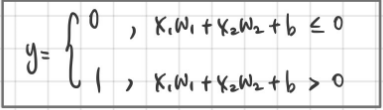 y = { 0 , x₁w₁ + x₂w₂ + b ≤ 0
1 , x₁w₁ + x₂w₂ + b > 0